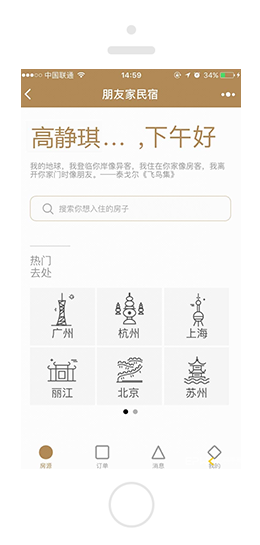 中国联通 14:59 34%
朋友家民宿
高静琪... ,下午好
我的地球，我登临你岸像异客，我住在你家像房客，我离
开你家门时像朋友。——泰戈尔《飞鸟集》
搜索你想入住的房子
热门
去处
广州 杭州 上海
丽江 北京 苏州
房源 订单 消息 我的